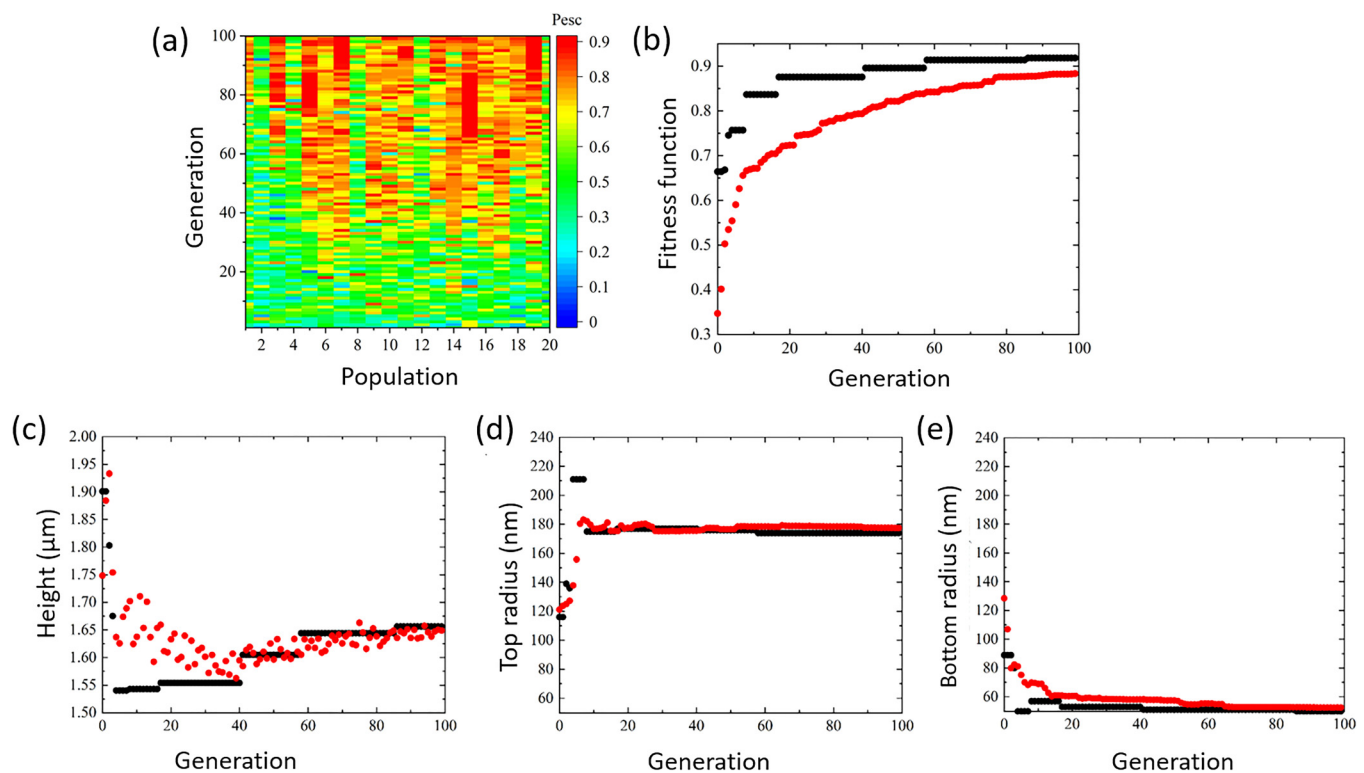 (a)
Pesc
100
80
60
40
20
Generation
2 4 6 8 10 12 14 16 18 20
Population
0.9
0.8
0.7
0.6
0.5
0.3
0.2
0.1
0
(b)
0.9
0.8
0.7
0.6
0.5
0.4
0.3
Fitness function
0 20 40 60 80 100
Generation
(c)
2.00
1.95
1.90
1.85
1.80
1.75
1.70
1.65
1.60
1.55
1.50
Height (μm)
0 20 40 60 80 100
Generation
(d)
240
220
200
180
160
140
120
100
80
60
Top radius (nm)
0 20 40 60 80 100
Generation
(e)
240
220
200
180
160
140
120
100
80
60
Bottom radius (nm)
0 20 40 60 80 100
Generation